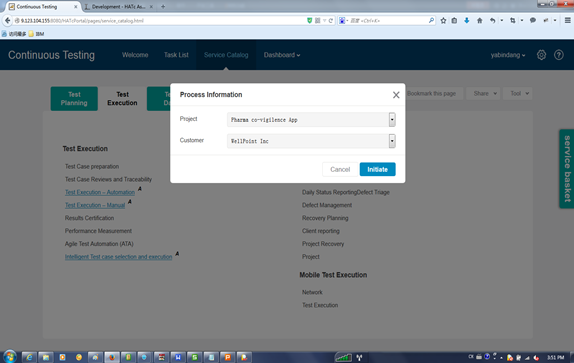 Continuous Testing
Development - HATc As...
9.123.104.155:8080/HATcPortal/pages/service_catalog.html
百度 <Ctrl+K>
访问最多
IBM
Continuous Testing
Welcome
Task List
Service Catalog
Dashboard
yabindang
Test Planning
Test Execution
Bookmark this page
Share
Tool
Process Information
Project
Pharma co-vigilence App
Customer
WellPoint Inc
Cancel
Initiate
Test Execution
Test Case preparation
Test Case Reviews and Traceability
Test Execution – Automation
Test Execution – Manual
Results Certification
Performance Measurement
Agile Test Automation (ATA)
Intelligent Test case selection and execution
Daily Status ReportingDefect Triage
Defect Management
Recovery Planning
Client reporting
Project Recovery
Project
Mobile Test Execution
Network
Test Execution
service basket
3:51 PM